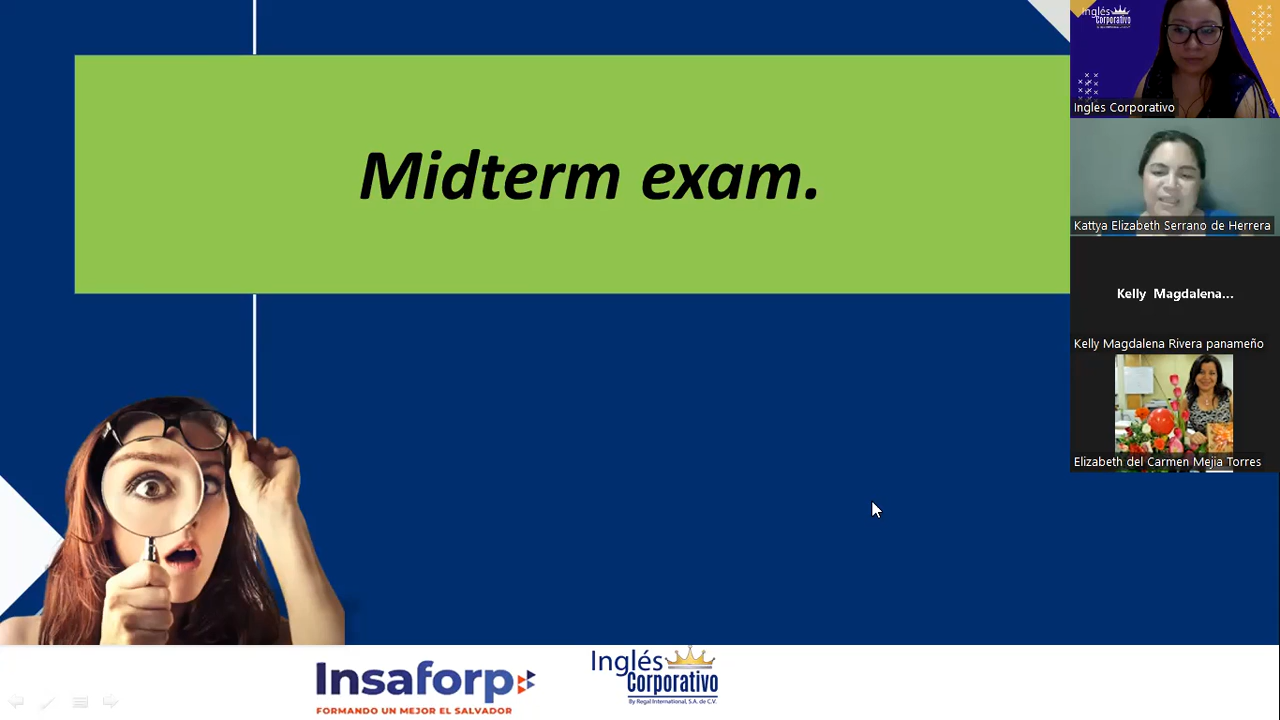 Midterm exam.
Inglés
Corporativo
Ingles Corporativo
Kattya Elizabeth Serrano de Herrera
Kelly Magdalena...
Kelly Magdalena Rivera panameño
Elizabeth del Carmen Mejia Torres
Insaforp
FORMANDO UN MEJOR EL SALVADOR
Inglés
Corporativo
By Regal International, S.A. de C.V.